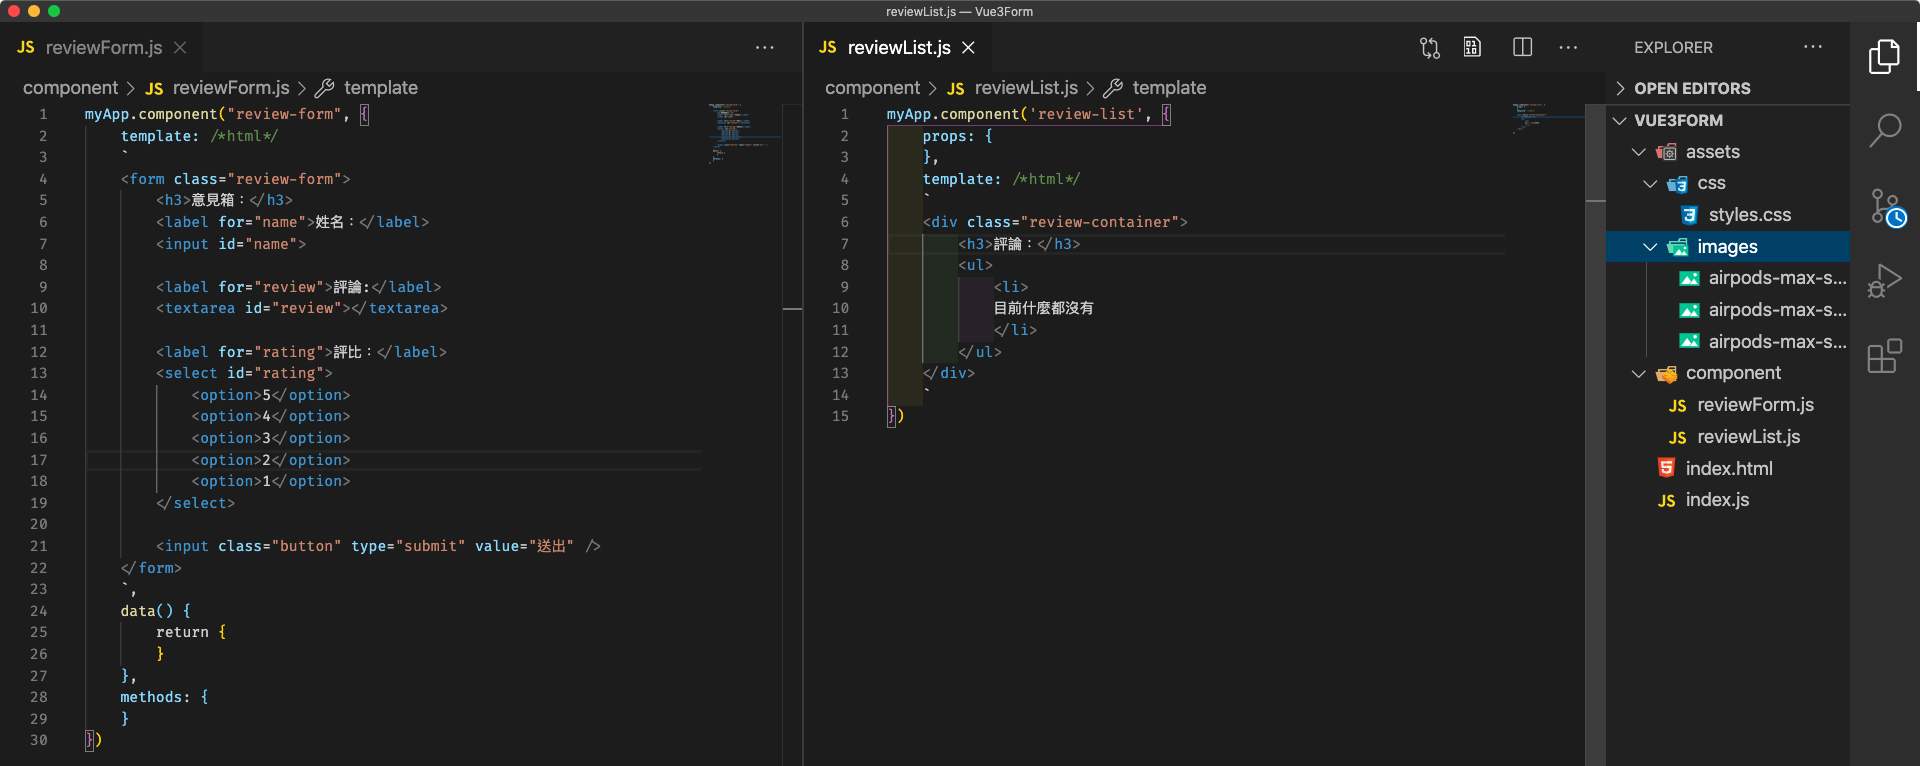 reviewList.js — Vue3Form
JS reviewForm.js
component > JS reviewForm.js > template
1 myApp.component("review-form", {
2 template: /*html*/
3 `
4 <form class="review-form">
5 <h3>意見箱：</h3>
6 <label for="name">姓名：</label>
7 <input id="name">
8
9 <label for="review">評論:</label>
10 <textarea id="review"></textarea>
11
12 <label for="rating">評比：</label>
13 <select id="rating">
14 <option>5</option>
15 <option>4</option>
16 <option>3</option>
17 <option>2</option>
18 <option>1</option>
19 </select>
20
21 <input class="button" type="submit" value="送出" />
22 </form>
23 `,
24 data() {
25 return {
26 }
27 },
28 methods: {
29 }
30 })
JS reviewList.js
component > JS reviewList.js > template
1 myApp.component('review-list', {
2 props: {
3 },
4 template: /*html*/
5 `
6 <div class="review-container">
7 <h3>評論：</h3>
8 <ul>
9 <li>
10 目前什麼都沒有
11 </li>
12 </ul>
13 </div>
14 `
15 })
EXPLORER
OPEN EDITORS
VUE3FORM
assets
css
styles.css
images
airpods-max-s...
airpods-max-s...
airpods-max-s...
component
JS reviewForm.js
JS reviewList.js
index.html
JS index.js